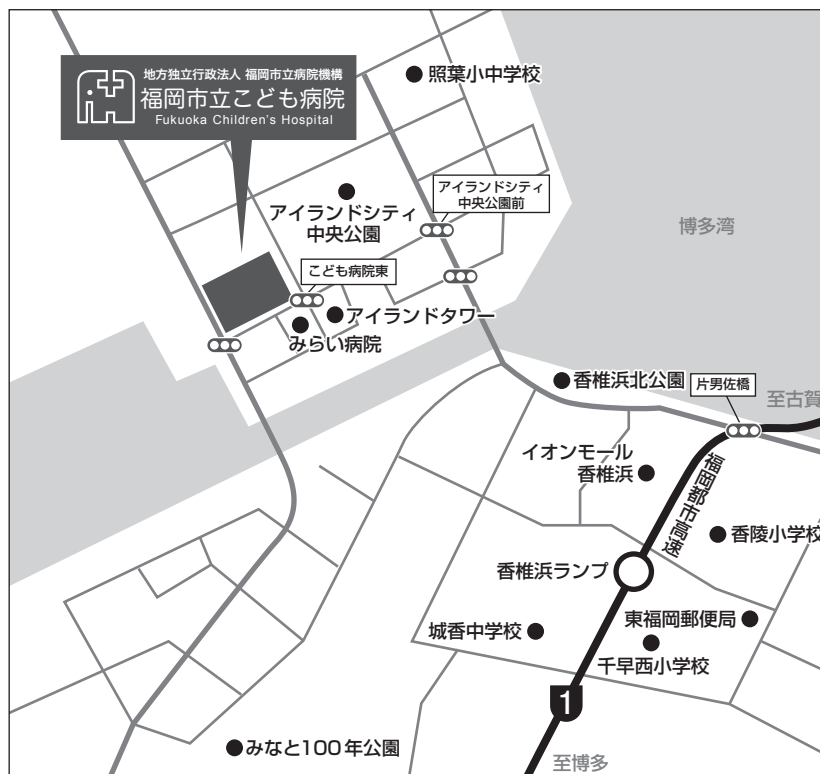 照葉小中学校
地方独立行政法人 福岡市立病院機構
福岡市立こども病院
Fukuoka Children's Hospital
アイランドシティ
中央公園前
アイランドシティ
中央公園
博多湾
こども病院東
アイランドタワー
みらい病院
香椎浜北公園
片男佐橋
至古賀
イオンモール
香椎浜
福岡都市高速
香陵小学校
香椎浜ランプ
東福岡郵便局
城香中学校
千早西小学校
1
みなと100年公園
至博多